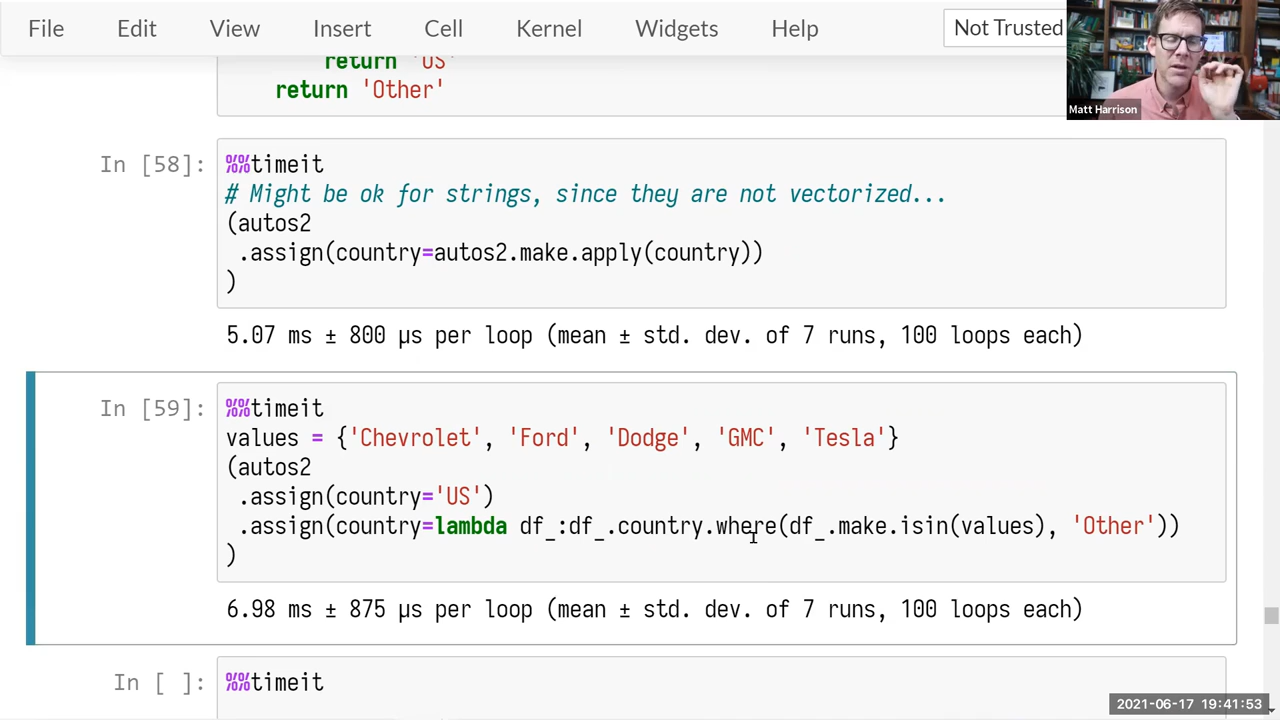 File Edit View Insert Cell Kernel Widgets Help Not Trusted
Matt Harrison
return 'US'
return 'Other'
In [58]:
%%timeit
# Might be ok for strings, since they are not vectorized...
(autos2
.assign(country=autos2.make.apply(country))
)
5.07 ms ± 800 µs per loop (mean ± std. dev. of 7 runs, 100 loops each)
In [59]:
%%timeit
values = {'Chevrolet', 'Ford', 'Dodge', 'GMC', 'Tesla'}
(autos2
.assign(country='US')
.assign(country=lambda df_:df_.country.where(df_.make.isin(values), 'Other'))
)
6.98 ms ± 875 µs per loop (mean ± std. dev. of 7 runs, 100 loops each)
In [ ]:
%%timeit
2021-06-17 19:41:53